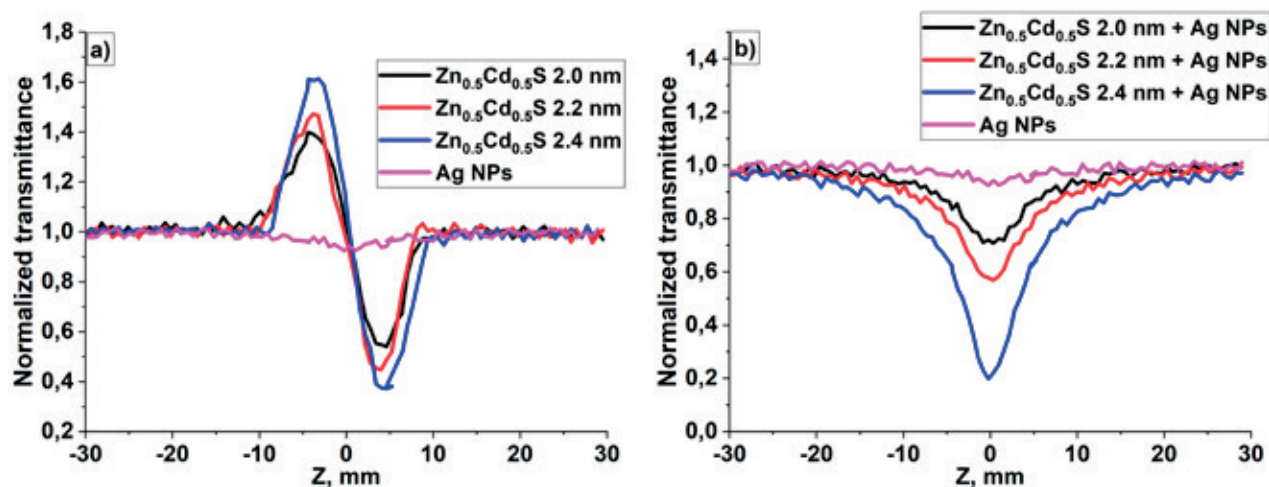 a)
1,8
1,6
1,4
1,2
1,0
0,8
0,6
0,4
0,2
Normalized transmittance
Zn₀.₅Cd₀.₅S 2.0 nm
Zn₀.₅Cd₀.₅S 2.2 nm
Zn₀.₅Cd₀.₅S 2.4 nm
Ag NPs
-30 -20 -10 0 10 20 30
Z, mm
b)
1,4
1,2
1,0
0,8
0,6
0,4
0,2
0,0
Normalized transmittance
Zn₀.₅Cd₀.₅S 2.0 nm + Ag NPs
Zn₀.₅Cd₀.₅S 2.2 nm + Ag NPs
Zn₀.₅Cd₀.₅S 2.4 nm + Ag NPs
Ag NPs
-30 -20 -10 0 10 20 30
Z, mm